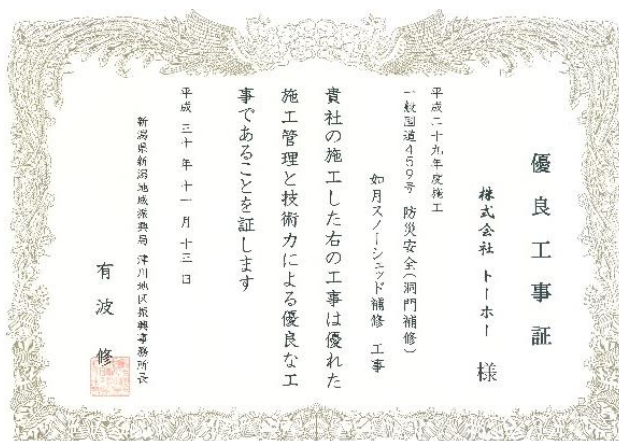 優良工事証
株式会社 トーホー 様
平成二十九年度施工
一般国道459号 防災安全(洞門補修)
如月スノーシェッド補修 工事
貴社の施工した右の工事は優れた
施工管理と技術力による優良な工
事であることを証します
平成 三十 年 十一 月 十三 日
新潟県新潟地域振興局 津川地区振興事務所長
有波 修